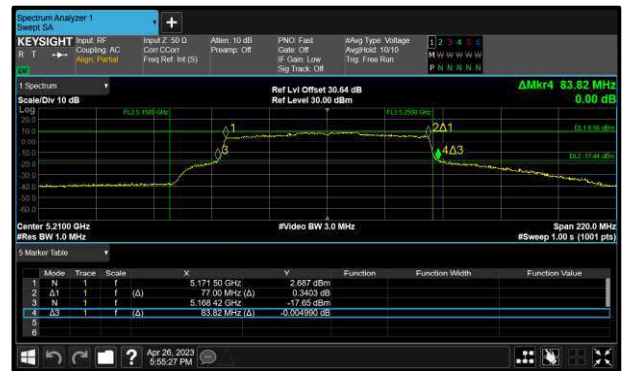 Spectrum Analyzer 1
Swept SA
+
KEYSIGHT Input: RF Input Z: 50 Ω Atten: 10 dB PNO: Fast #Avg Type: Voltage 1 2 3 4 5 6
R T Coupling: AC Corr CCorr Preamp: Off Gate: Off Avg|Hold: 10/10 M W W W W W
Align: Partial Freq Ref: Int (S) IF Gain: Low Trig: Free Run
Sig Track: Off P N N N N N
1 Spectrum Ref Lvl Offset 30.64 dB ΔMkr4 83.82 MHz
Scale/Div 10 dB Ref Level 30.00 dBm 0.00 dB
Log
20.0
10.0
0.00
-10.0
-20.0
-30.0
-40.0
-50.0
-60.0
1
2Δ1
3
4Δ3
Center 5.2100 GHz #Video BW 3.0 MHz Span 220.0 MHz
#Res BW 1.0 MHz #Sweep 1.00 s (1001 pts)
5 Marker Table
Mode Trace Scale X Y Function Function Width Function Value
1 N 1 f 5.171 50 GHz 2.687 dBm
2 Δ1 1 f (Δ) 77.00 MHz (Δ) 0.3403 dB
3 N 1 f 5.168 42 GHz -17.65 dBm
4 Δ3 1 f (Δ) 83.82 MHz (Δ) -0.004990 dB
5
6
? Apr 26, 2023
5:55:27 PM